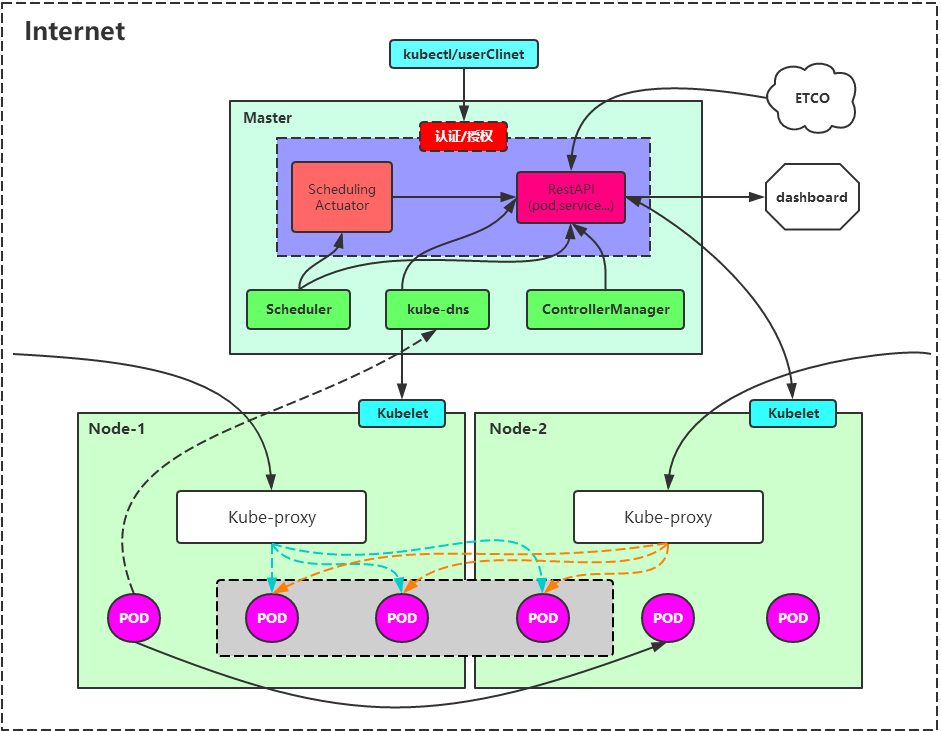 Internet
kubectl/userClinet
ETCO
Master
认证/授权
Scheduling
Actuator
RestAPI
(pod,service...)
dashboard
Scheduler
kube-dns
ControllerManager
Kubelet
Kubelet
Node-1
Node-2
Kube-proxy
Kube-proxy
POD
POD
POD
POD
POD
POD